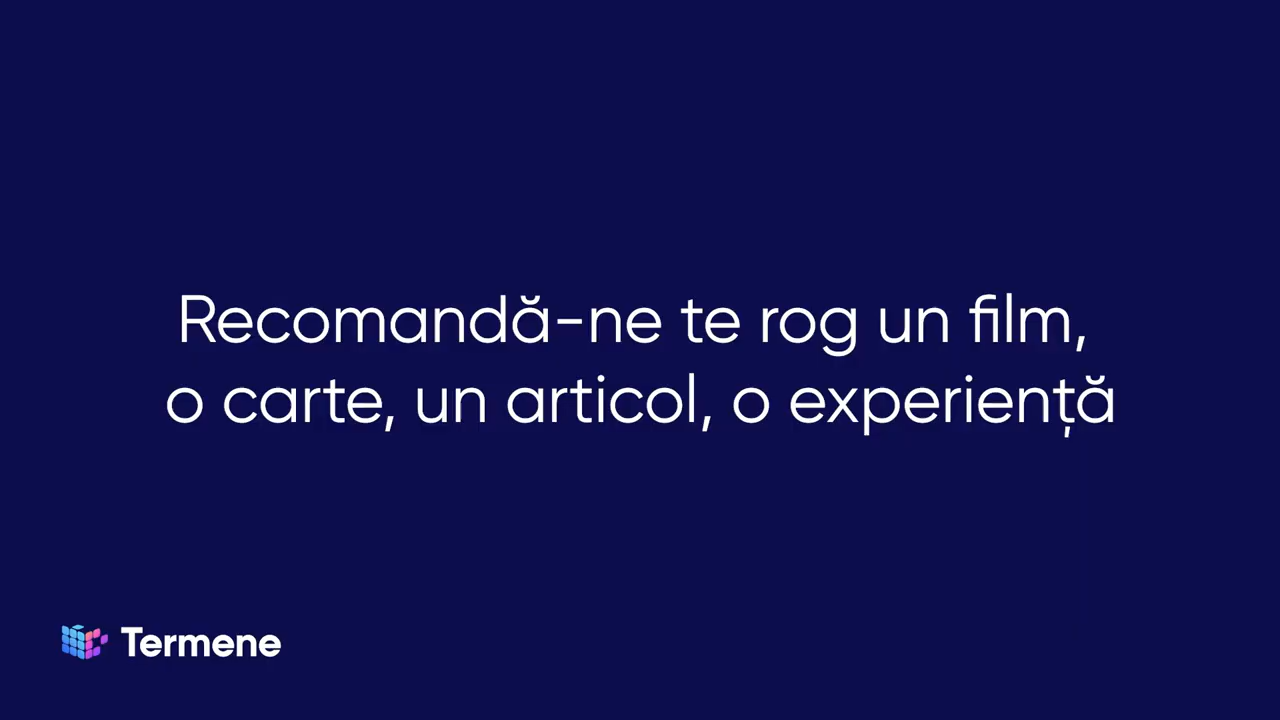 Recomandă-ne te rog un film,
o carte, un articol, o experiență
Termene